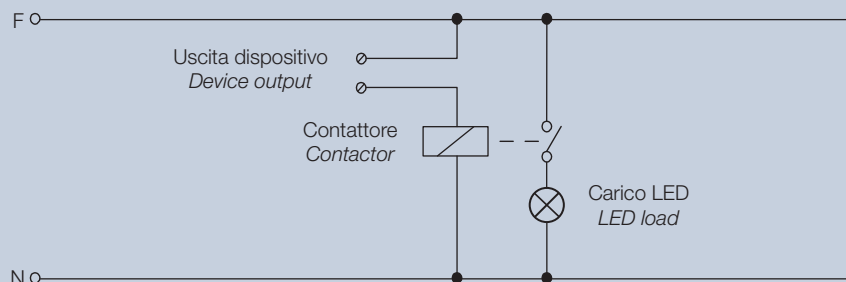 F
Uscita dispositivo
Device output
Contattore
Contactor
Carico LED
LED load
N